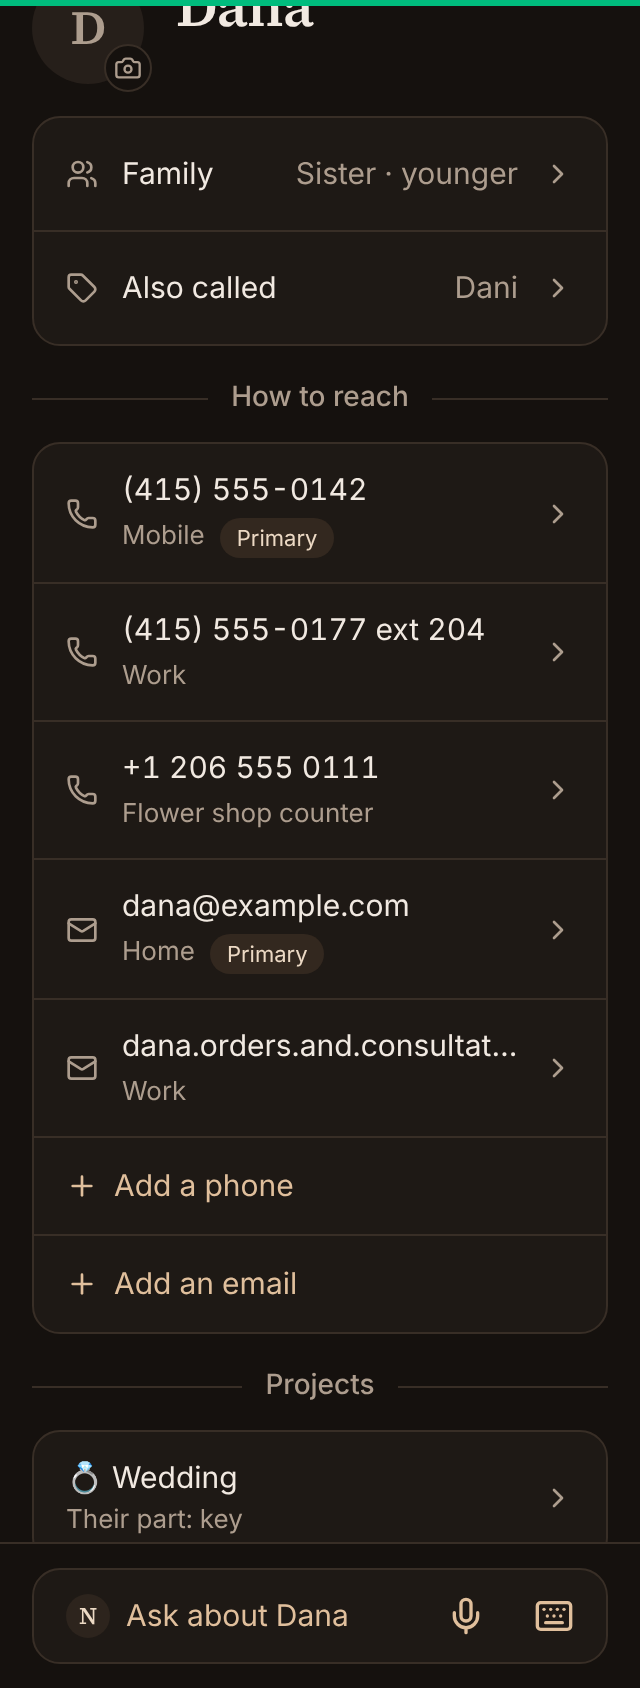 D
Dana
Family
Sister · younger
Also called
Dani
How to reach
(415) 555-0142
Mobile
Primary
(415) 555-0177 ext 204
Work
+1 206 555 0111
Flower shop counter
dana@example.com
Home
Primary
dana.orders.and.consultat...
Work
+ Add a phone
+ Add an email
Projects
💍 Wedding
Their part: key
N
Ask about Dana